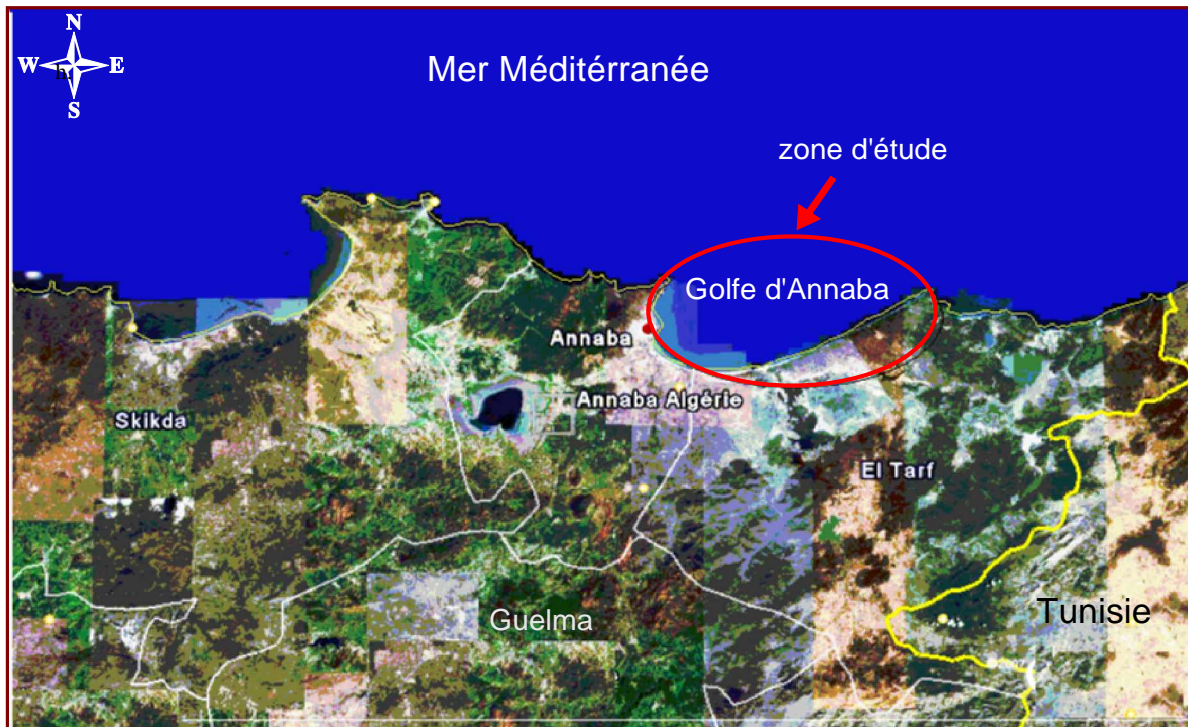 N
W h. E
S
Mer Méditérranée
zone d'étude
Golfe d'Annaba
Annaba
Annaba Algérie
Skikda
El Tarf
Guelma
Tunisie